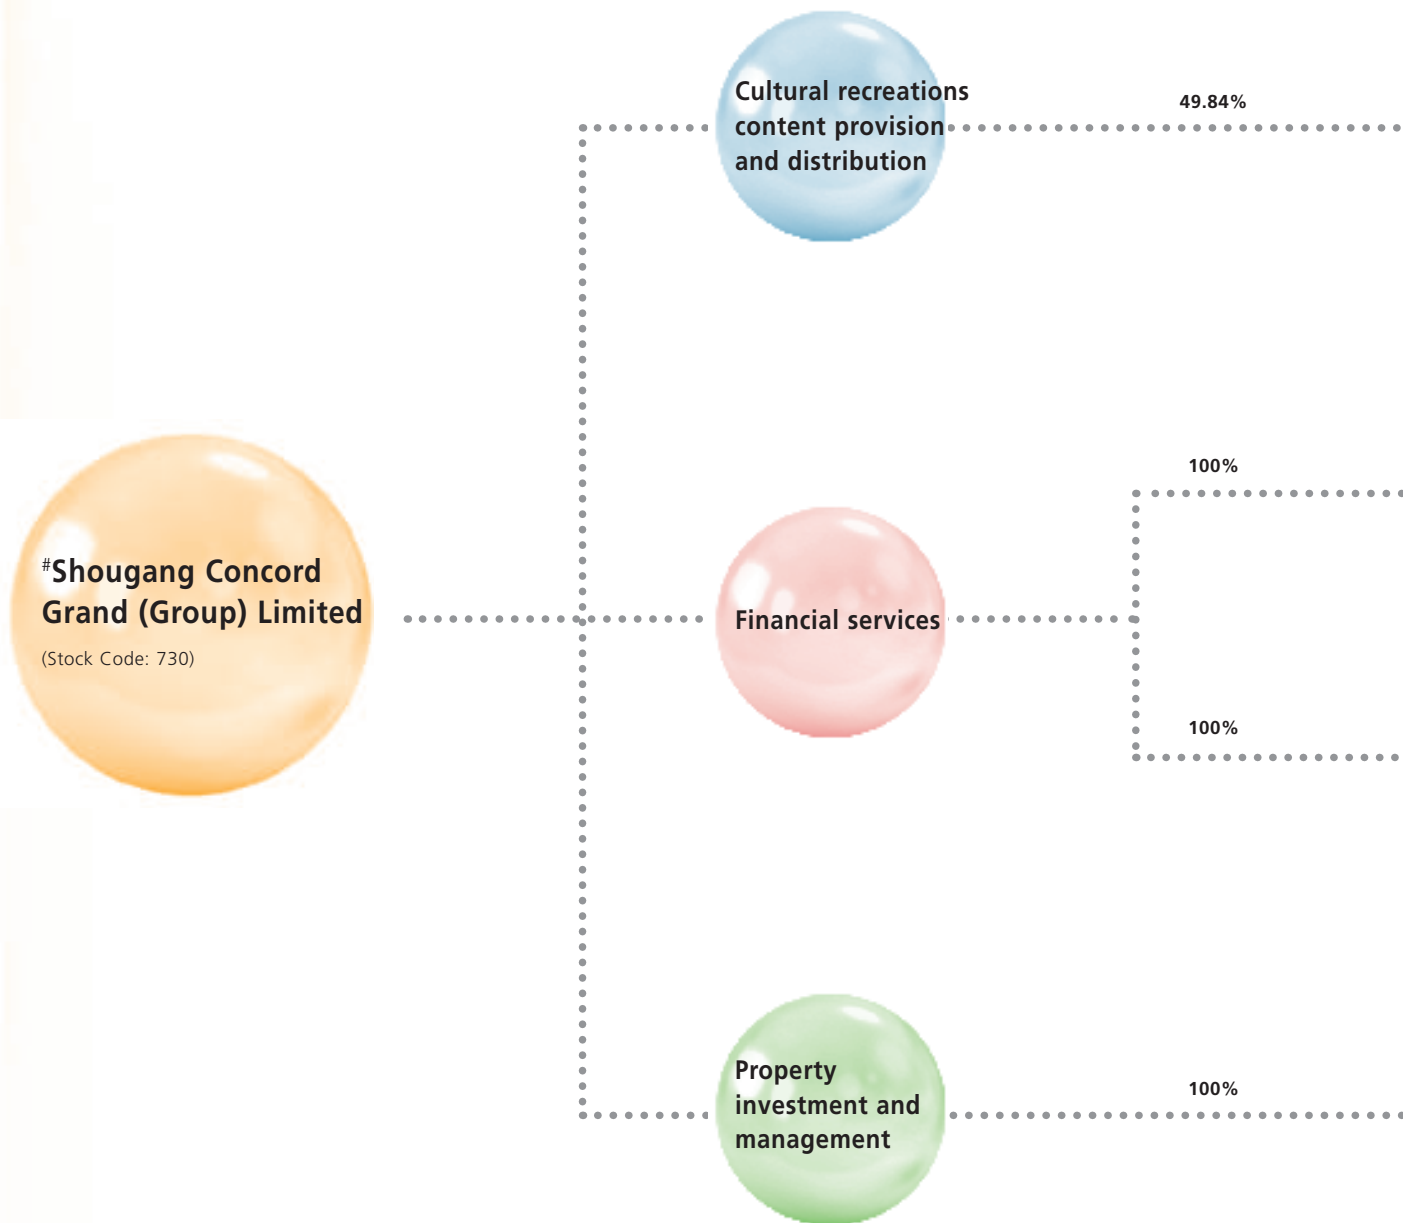 Cultural recreations
content provision
and distribution
49.84%
#Shougang Concord
Grand (Group) Limited
(Stock Code: 730)
Financial services
100%
100%
Property
investment and
management
100%